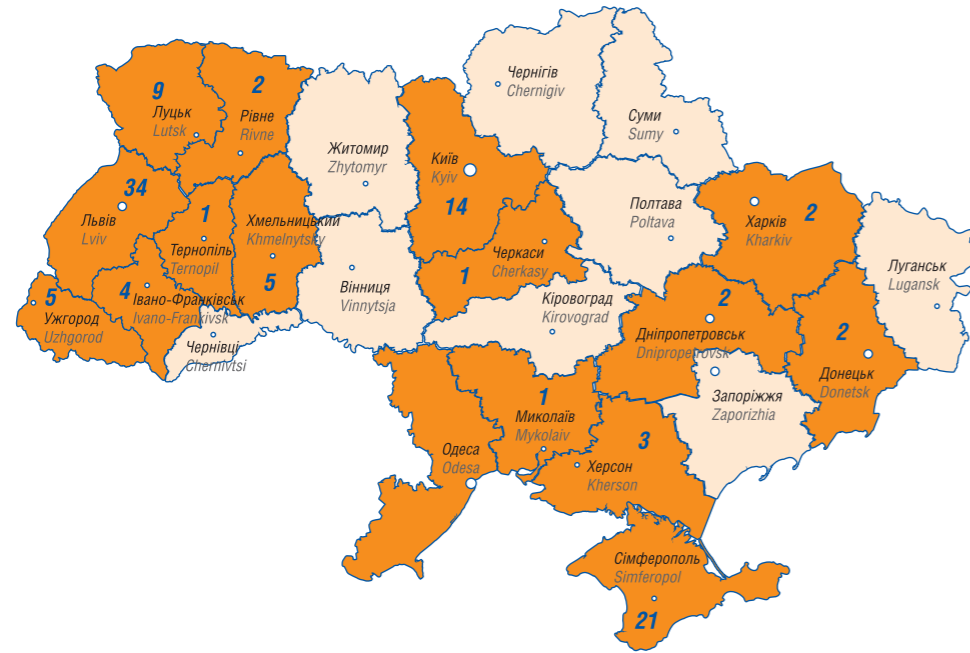 9
Луцьк
Lutsk
2
Рівне
Rivne
Житомир
Zhytomyr
Київ
Kyiv
14
Чернігів
Chernigiv
Суми
Sumy
34
Львів
Lviv
1
Тернопіль
Ternopil
Хмельницький
Khmelnytsky
5
Вінниця
Vinnytsja
1
Черкаси
Cherkasy
Полтава
Poltava
Харків
Kharkiv
2
Луганськ
Lugansk
5
Ужгород
Uzhgorod
4
Івано-Франківськ
Ivano-Frankivsk
Чернівці
Chernivtsi
Кіровоград
Kirovograd
2
Дніпропетровськ
Dnipropetrovsk
2
Донецьк
Donetsk
Запоріжжя
Zaporizhia
Одеса
Odesa
1
Миколаїв
Mykolaiv
3
Херсон
Kherson
Сімферополь
Simferopol
21